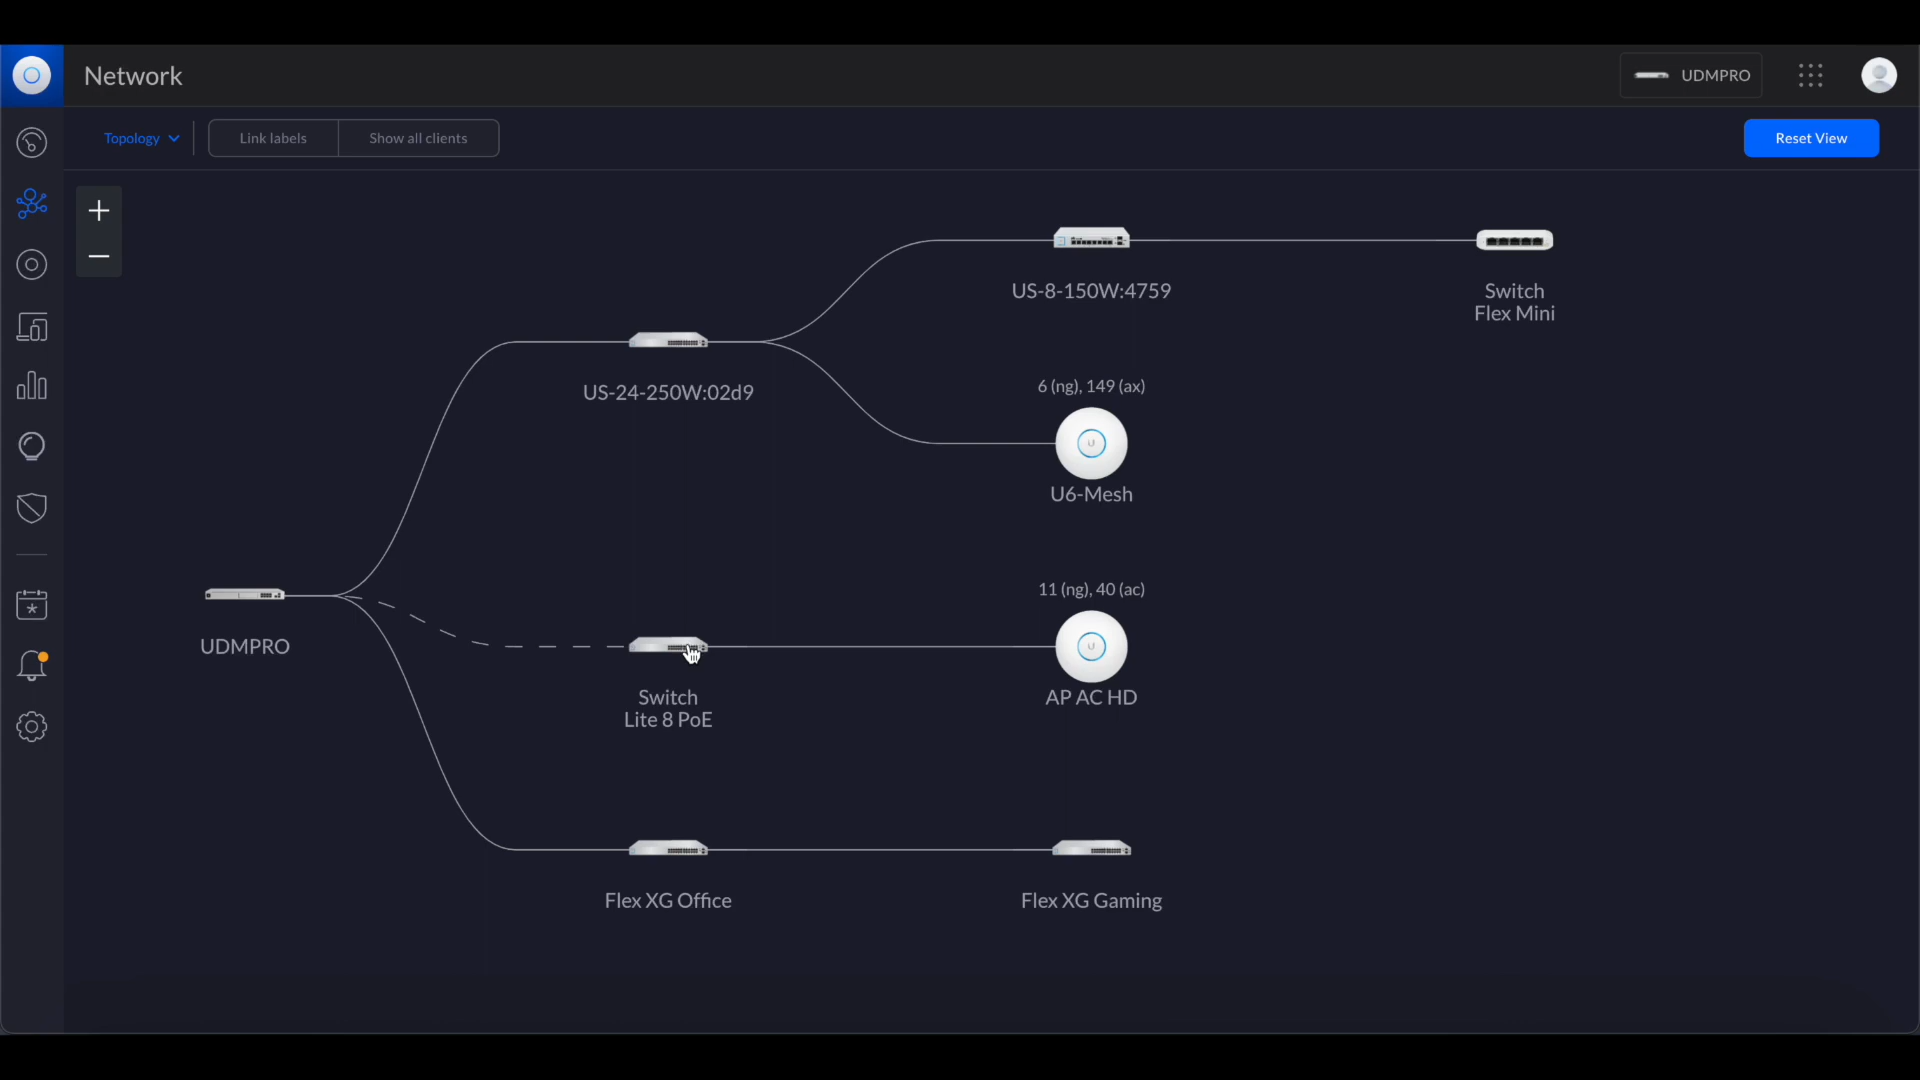 Network
UDMPRO
Topology
Link labels
Show all clients
Reset View
US-8-150W:4759
Switch
Flex Mini
US-24-250W:02d9
6 (ng), 149 (ax)
U6-Mesh
11 (ng), 40 (ac)
UDMPRO
Switch
Lite 8 PoE
AP AC HD
Flex XG Office
Flex XG Gaming